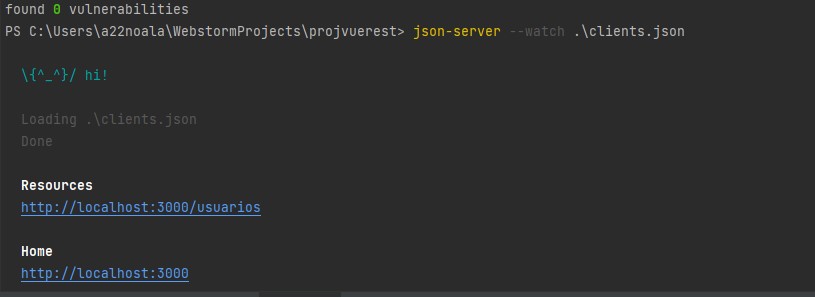 found 0 vulnerabilities
PS C:\Users\a22noala\WebstormProjects\projvuerest> json-server --watch .\clients.json
\{^_^}/ hi!
Loading .\clients.json
Done
Resources
http://localhost:3000/usuarios
Home
http://localhost:3000